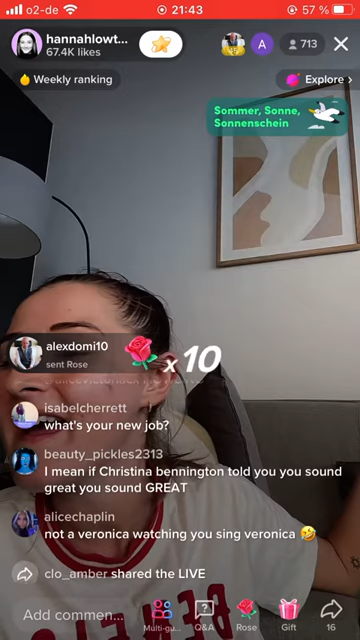 o2-de
21:43
57 %
hannahlowt...
67.4K likes
A
713
Weekly ranking
Explore
Sommer, Sonne,
Sonnenschein
alexdomi10
sent Rose
x 10
isabelcherrett
what's your new job?
beauty_pickles2313
I mean if Christina bennington told you you sound
great you sound GREAT
alicechaplin
not a veronica watching you sing veronica 🤣
clo_amber shared the LIVE
Add commen...
Multi-gu...
Q&A
Rose
Gift
16